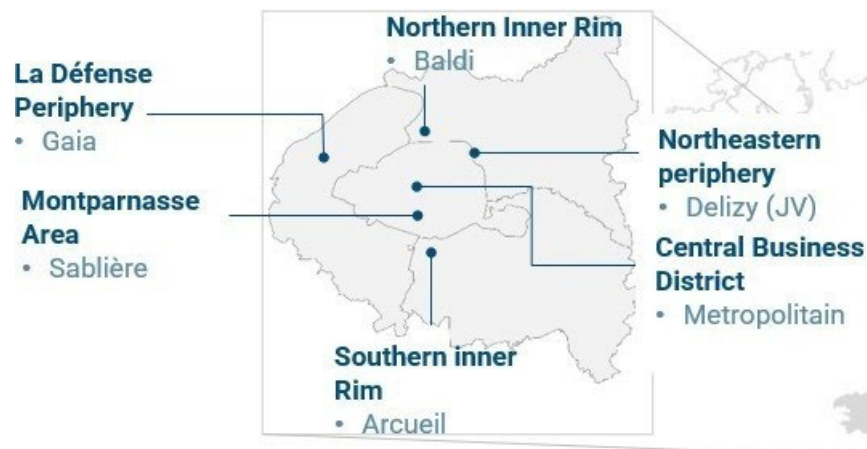 Northern Inner Rim
• Baldi
La Défense
Periphery
• Gaia
Northeastern
periphery
• Delizy (JV)
Montparnasse
Area
• Sablière
Central Business
District
• Metropolitain
Southern inner
Rim
• Arcueil